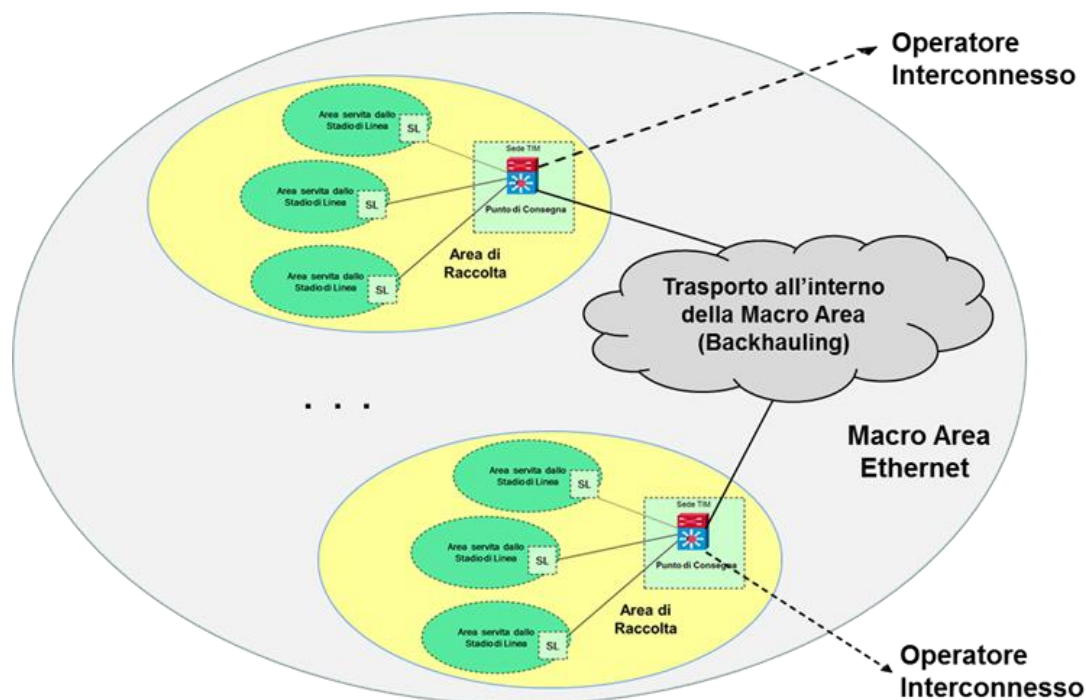 Operatore
Interconnesso
Area servita dallo
Stadio di Linea
SL
Sede TIM
Area servita dallo
Stadio di Linea
SL
Punto di Consegna
Area servita dallo
Stadio di Linea
SL
Area di
Raccolta
Trasporto all'interno
della Macro Area
(Backhauling)
. . .
Macro Area
Ethernet
Area servita dallo
Stadio di Linea
SL
Sede TIM
Area servita dallo
Stadio di Linea
SL
Punto di Consegna
Area servita dallo
Stadio di Linea
SL
Area di
Raccolta
Operatore
Interconnesso